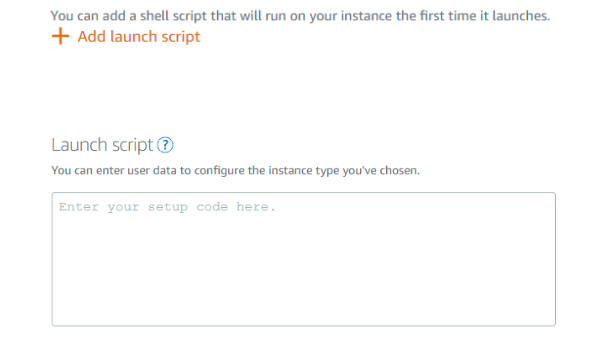 You can add a shell script that will run on your instance the first time it launches.
+ Add launch script
Launch script ?
You can enter user data to configure the instance type you've chosen.
Enter your setup code here.